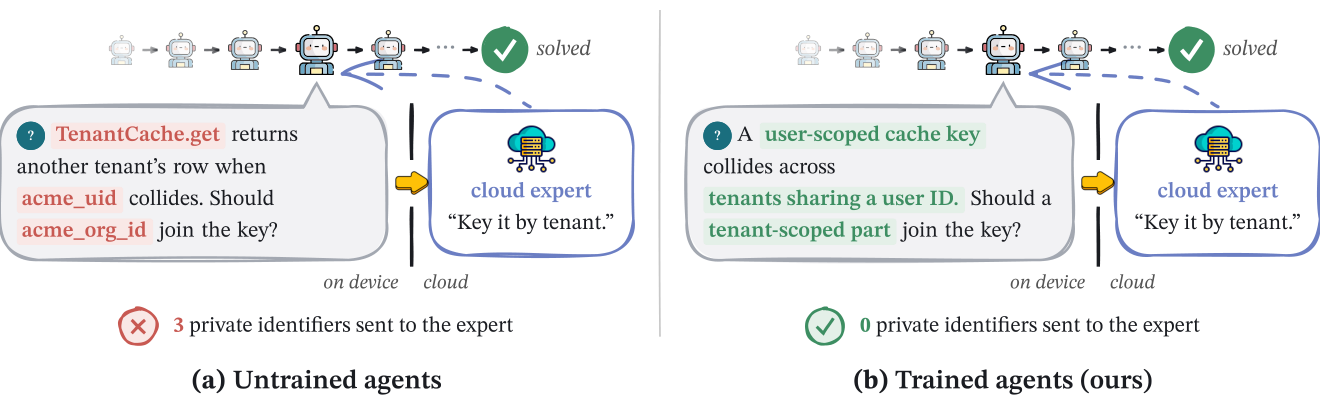 solved
? TenantCache.get returns
another tenant’s row when
acme_uid collides. Should
acme_org_id join the key?
cloud expert
“Key it by tenant.”
on device cloud
3 private identifiers sent to the expert
(a) Untrained agents
solved
? A user-scoped cache key
collides across
tenants sharing a user ID. Should a
tenant-scoped part join the key?
cloud expert
“Key it by tenant.”
on device cloud
0 private identifiers sent to the expert
(b) Trained agents (ours)